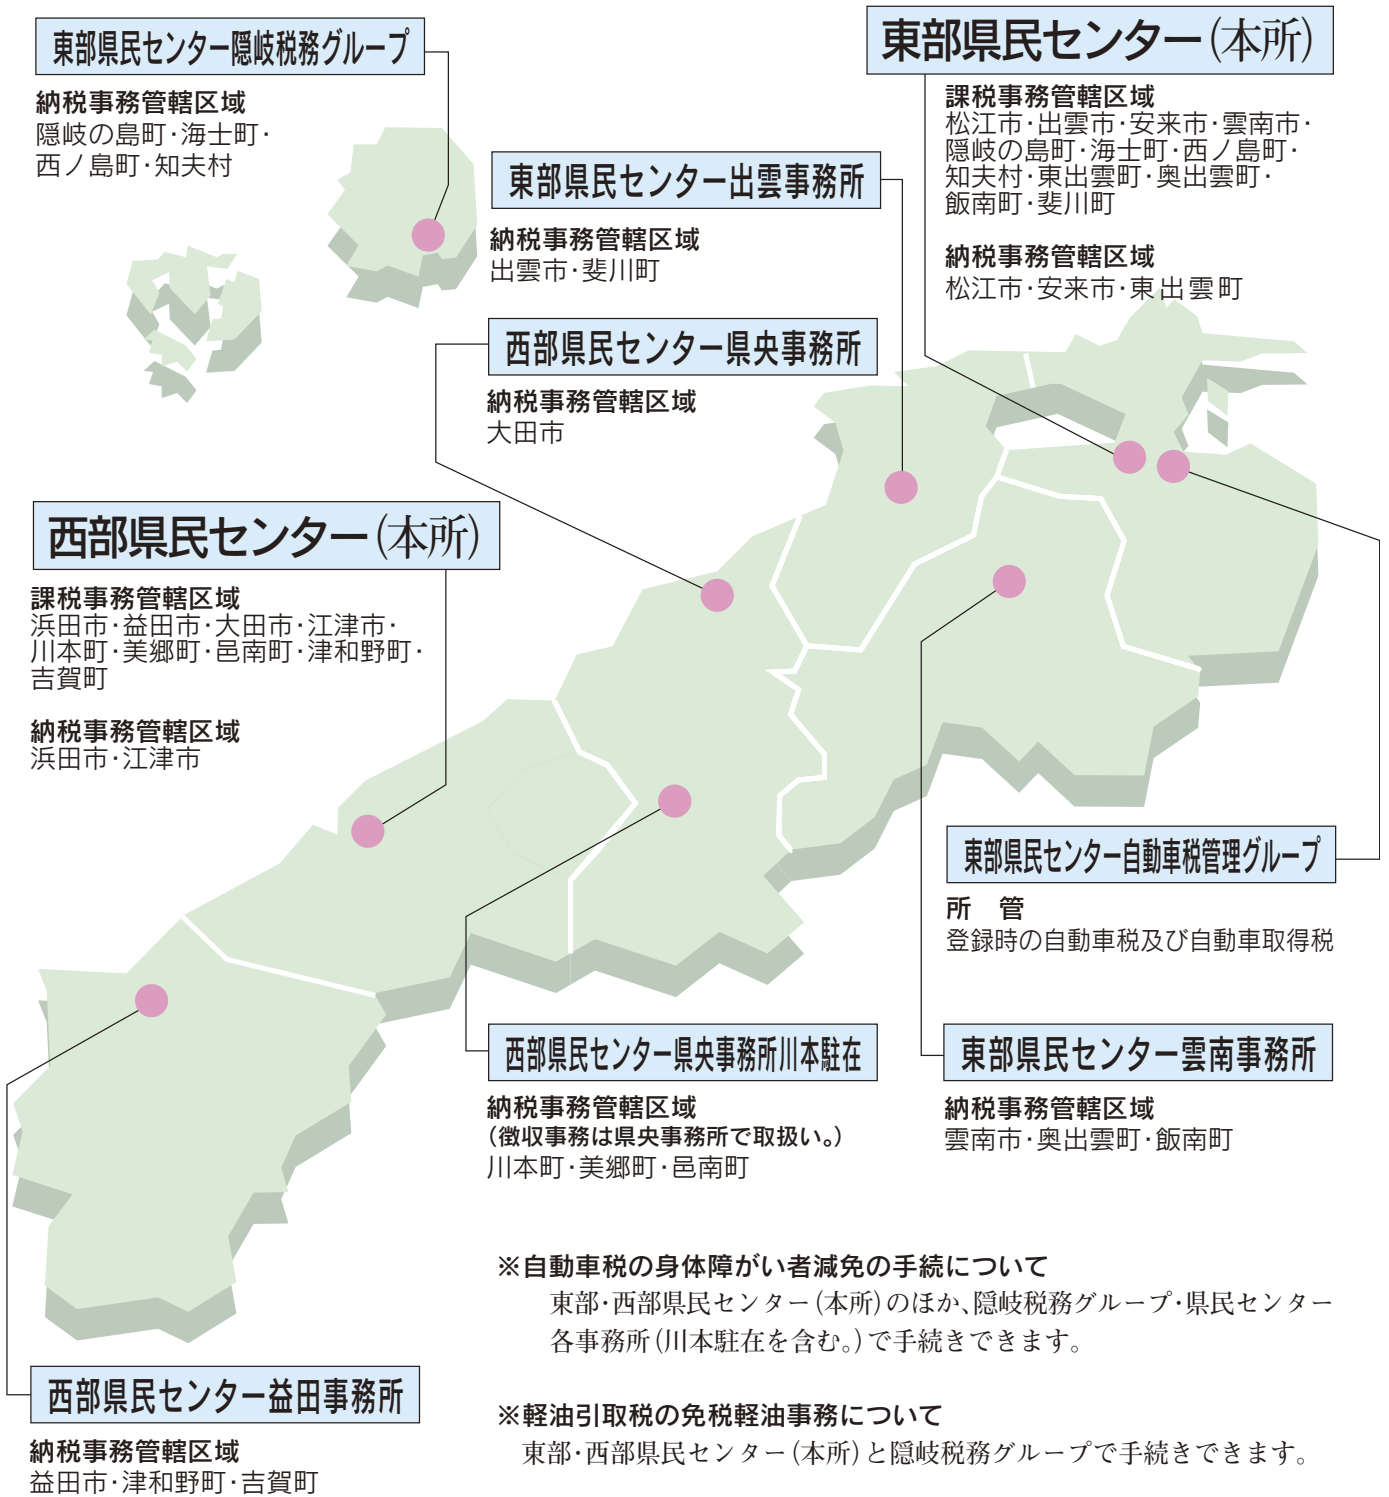 東部県民センター隠岐税務グループ
納税事務管轄区域
隠岐の島町・海士町・
西ノ島町・知夫村
東部県民センター(本所)
課税事務管轄区域
松江市・出雲市・安来市・雲南市・
隠岐の島町・海士町・西ノ島町・
知夫村・東出雲町・奥出雲町・
飯南町・斐川町
納税事務管轄区域
松江市・安来市・東出雲町
東部県民センター出雲事務所
納税事務管轄区域
出雲市・斐川町
西部県民センター県央事務所
納税事務管轄区域
大田市
西部県民センター(本所)
課税事務管轄区域
浜田市・益田市・大田市・江津市・
川本町・美郷町・邑南町・津和野町・
吉賀町
納税事務管轄区域
浜田市・江津市
東部県民センター自動車税管理グループ
所　管
登録時の自動車税及び自動車取得税
西部県民センター県央事務所川本駐在
納税事務管轄区域
(徴収事務は県央事務所で取扱い。)
川本町・美郷町・邑南町
東部県民センター雲南事務所
納税事務管轄区域
雲南市・奥出雲町・飯南町
※自動車税の身体障がい者減免の手続について
東部・西部県民センター(本所)のほか、隠岐税務グループ・県民センター
各事務所(川本駐在を含む。)で手続きできます。
※軽油引取税の免税軽油事務について
東部・西部県民センター(本所)と隠岐税務グループで手続きできます。
西部県民センター益田事務所
納税事務管轄区域
益田市・津和野町・吉賀町